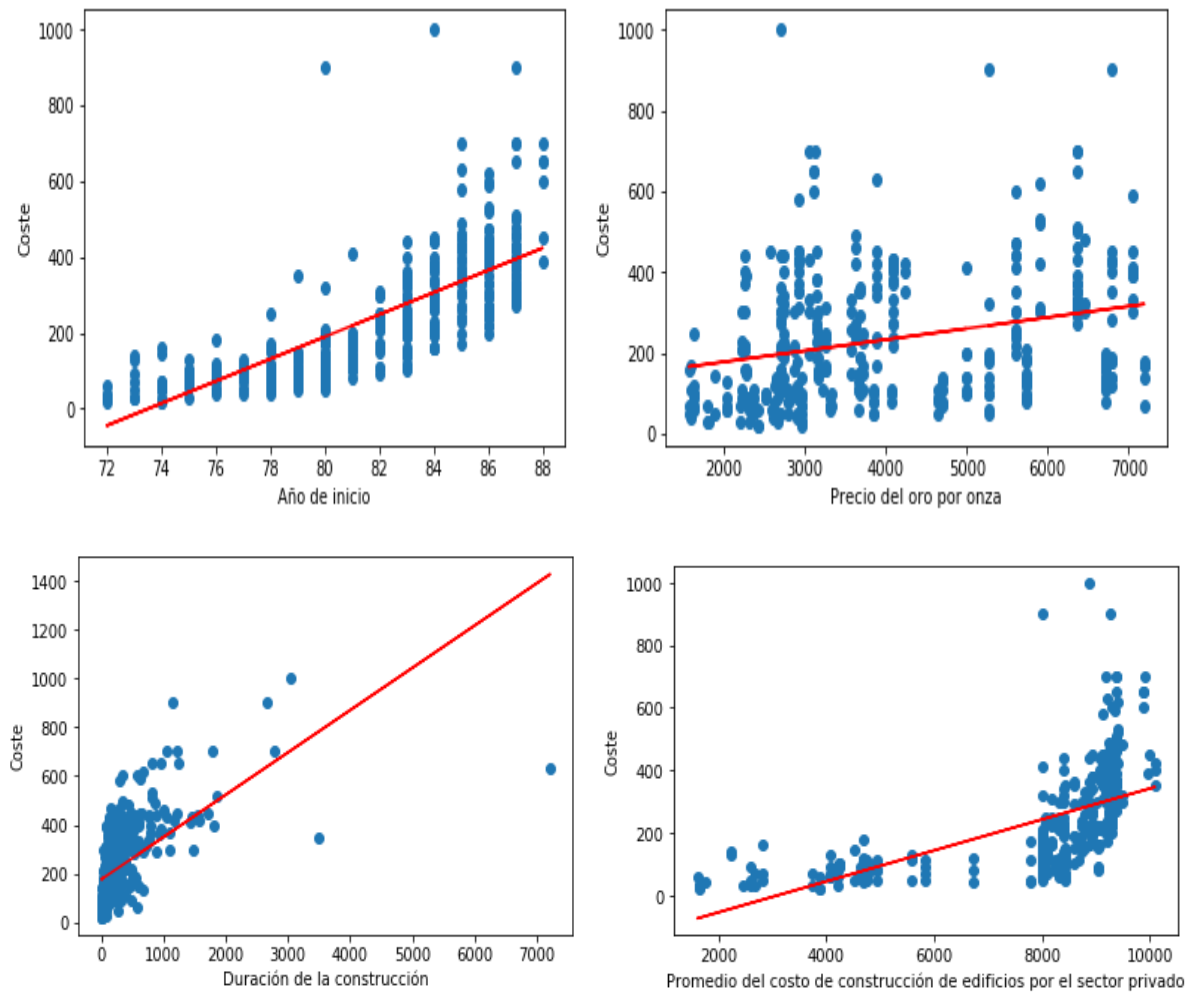 1000
800
600
400
200
0
Coste
72 74 76 78 80 82 84 86 88
Año de inicio
1000
800
600
400
200
0
Coste
2000 3000 4000 5000 6000 7000
Precio del oro por onza
1400
1200
1000
800
600
400
200
0
Coste
0 1000 2000 3000 4000 5000 6000 7000
Duración de la construcción
1000
800
600
400
200
0
Coste
2000 4000 6000 8000 10000
Promedio del costo de construcción de edificios por el sector privado